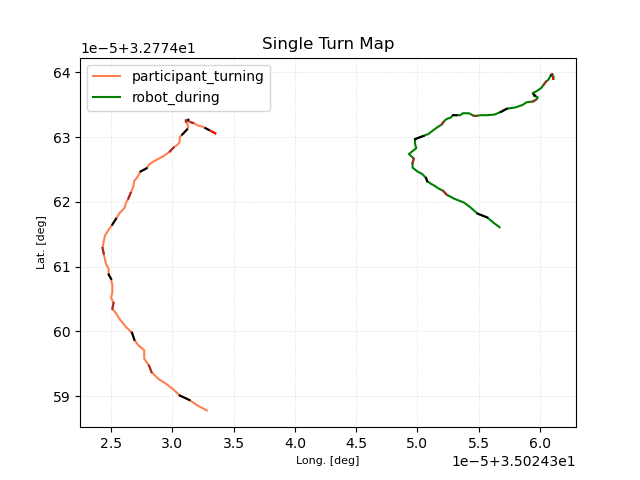 Single Turn Map
1e−5+3.2774e1
participant_turning
robot_during
64
63
62
61
60
59
Lat. [deg]
2.5 3.0 3.5 4.0 4.5 5.0 5.5 6.0
Long. [deg]
1e−5+3.50243e1